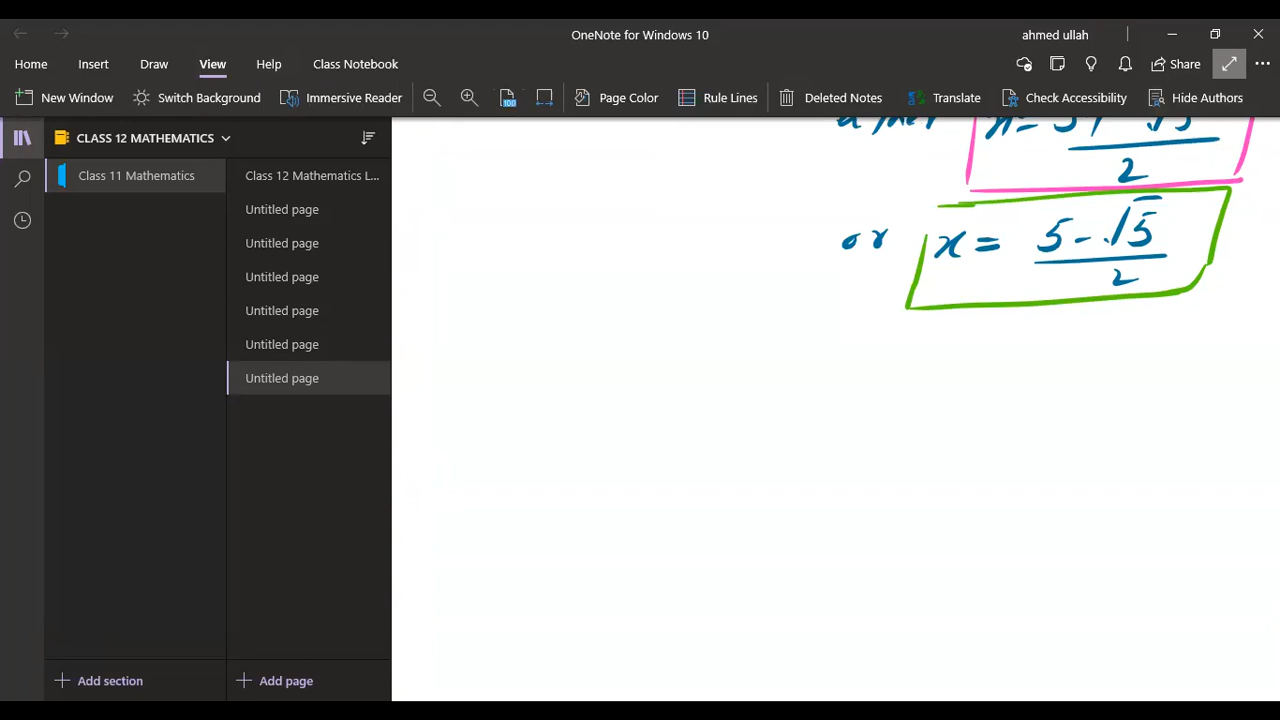 OneNote for Windows 10
ahmed ullah
Home Insert Draw View Help Class Notebook
Share
New Window Switch Background Immersive Reader 100 Page Color Rule Lines Deleted Notes Translate Check Accessibility Hide Authors
CLASS 12 MATHEMATICS
Class 11 Mathematics
Class 12 Mathematics L...
Untitled page
Untitled page
Untitled page
Untitled page
Untitled page
Untitled page
2
or x = 5 - √5
2
Add section
Add page